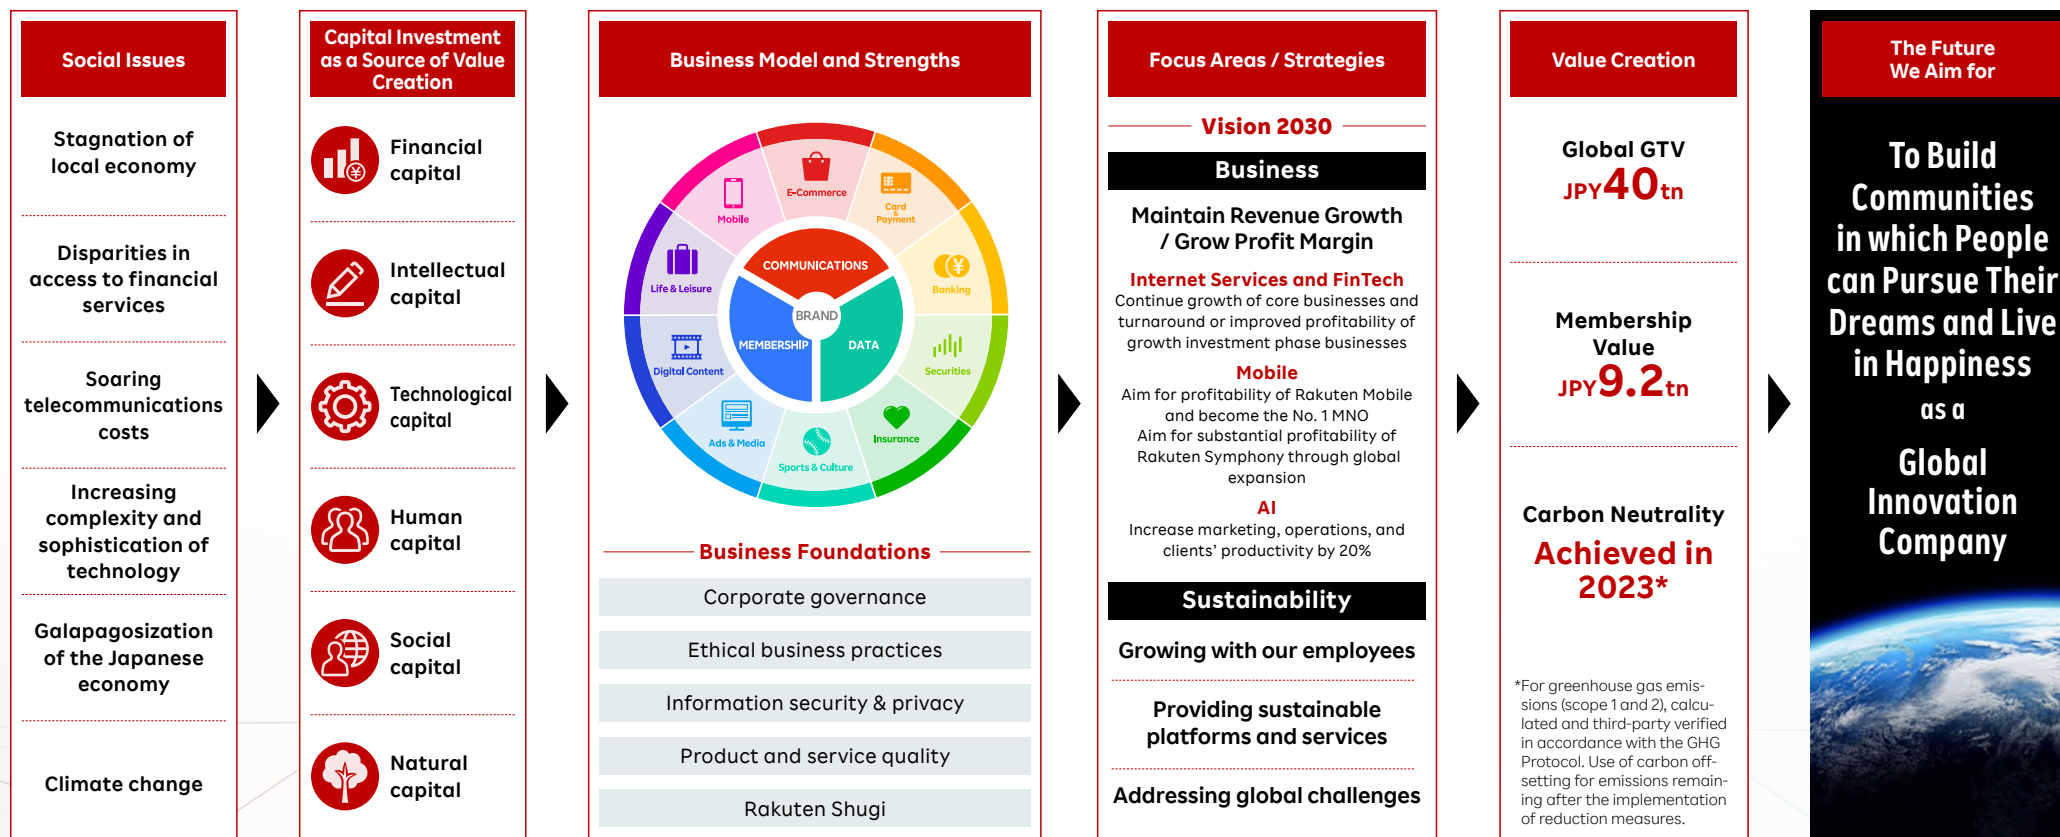 Social Issues
Stagnation of
local economy
Disparities in
access to financial
services
Soaring
telecommunications
costs
Increasing
complexity and
sophistication of
technology
Galapagosization
of the Japanese
economy
Climate change
Capital Investment
as a Source of Value
Creation
Financial
capital
Intellectual
capital
Technological
capital
Human
capital
Social
capital
Natural
capital
Business Model and Strengths
E-Commerce
Card
&
Payment
Banking
Securities
Insurance
Sports & Culture
Ads & Media
Digital Content
Life & Leisure
Mobile
COMMUNICATIONS
BRAND
MEMBERSHIP
DATA
Business Foundations
Corporate governance
Ethical business practices
Information security & privacy
Product and service quality
Rakuten Shugi
Focus Areas / Strategies
Vision 2030
Business
Maintain Revenue Growth
/ Grow Profit Margin
Internet Services and FinTech
Continue growth of core businesses and
turnaround or improved profitability of
growth investment phase businesses
Mobile
Aim for profitability of Rakuten Mobile
and become the No. 1 MNO
Aim for substantial profitability of
Rakuten Symphony through global
expansion
AI
Increase marketing, operations, and
clients’ productivity by 20%
Sustainability
Growing with our employees
Providing sustainable
platforms and services
Addressing global challenges
Value Creation
Global GTV
JPY40tn
Membership
Value
JPY9.2tn
Carbon Neutrality
Achieved in
2023*
*For greenhouse gas emis-
sions (scope 1 and 2), calcu-
lated and third-party verified
in accordance with the GHG
Protocol. Use of carbon off-
setting for emissions remain-
ing after the implementation
of reduction measures.
The Future
We Aim for
To Build
Communities
in which People
can Pursue Their
Dreams and Live
in Happiness
as a
Global
Innovation
Company